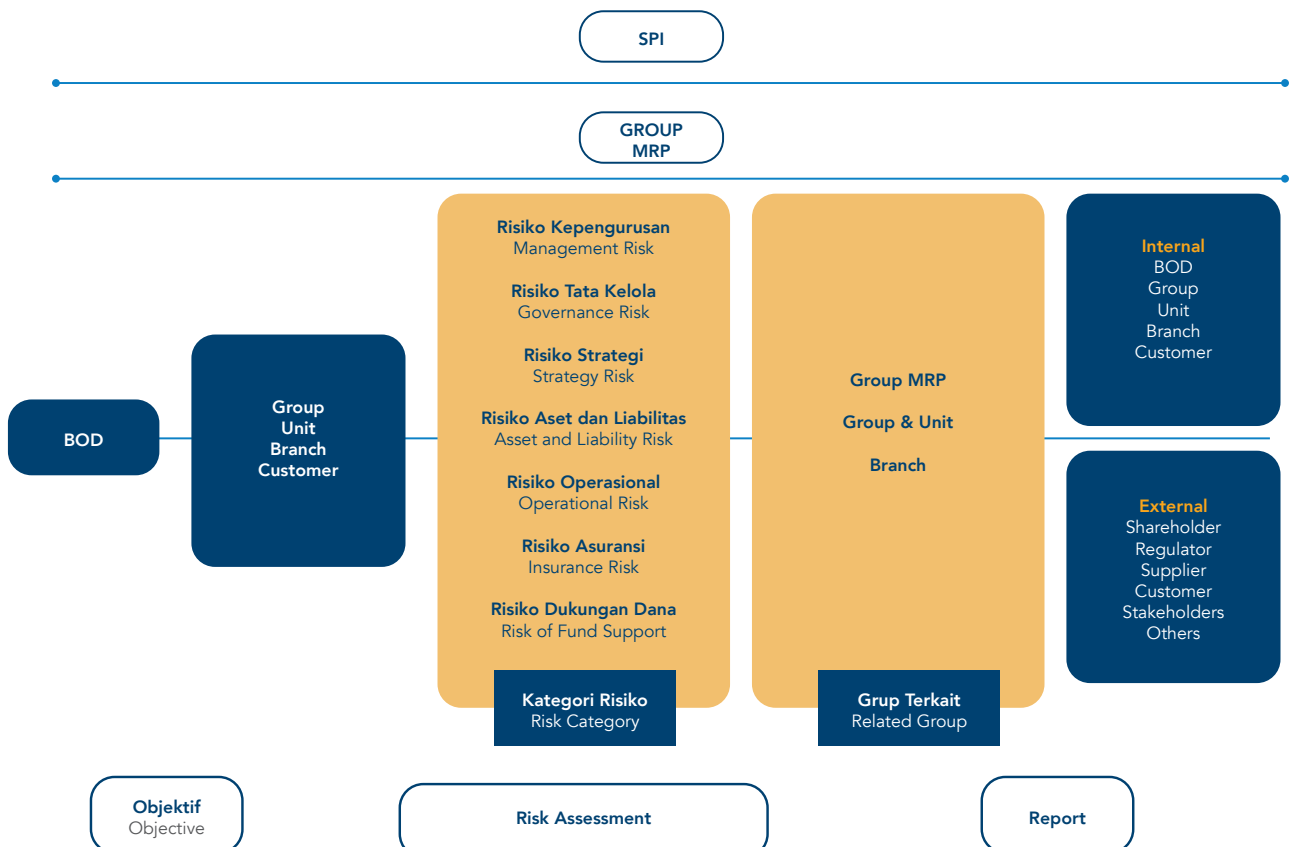 SPI
GROUP
MRP
BOD
Group
Unit
Branch
Customer
Risiko Kepengurusan
Management Risk
Risiko Tata Kelola
Governance Risk
Risiko Strategi
Strategy Risk
Risiko Aset dan Liabilitas
Asset and Liability Risk
Risiko Operasional
Operational Risk
Risiko Asuransi
Insurance Risk
Risiko Dukungan Dana
Risk of Fund Support
Kategori Risiko
Risk Category
Group MRP
Group & Unit
Branch
Grup Terkait
Related Group
Internal
BOD
Group
Unit
Branch
Customer
External
Shareholder
Regulator
Supplier
Customer
Stakeholders
Others
Objektif
Objective
Risk Assessment
Report